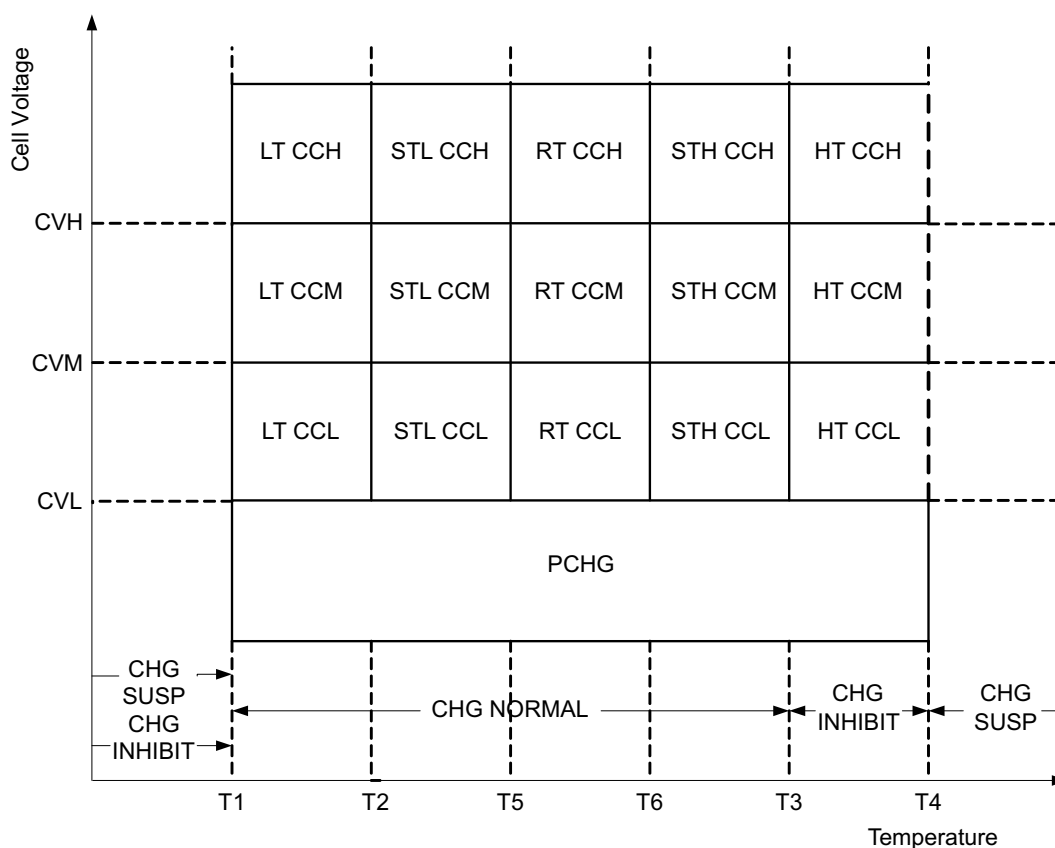 Cell Voltage
LT CCH STL CCH RT CCH STH CCH HT CCH
CVH
LT CCM STL CCM RT CCM STH CCM HT CCM
CVM
LT CCL STL CCL RT CCL STH CCL HT CCL
CVL
PCHG
CHG
SUSP
CHG
INHIBIT
CHG NORMAL
CHG
INHIBIT
CHG
SUSP
T1 T2 T5 T6 T3 T4
Temperature